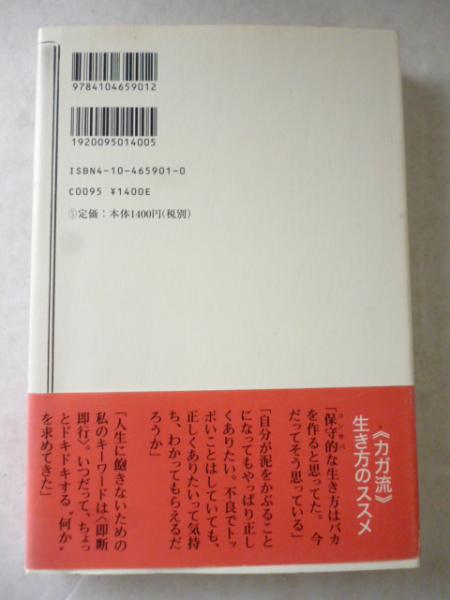 9784104659012
1920095014005
ISBN4-10-465901-0
C0095 ¥1400E
Ⓢ定価：本体1400円(税別)
《カガ流》
生き方のススメ
「保守的な生き方はバカ
コンサバ
を作ると思ってた。今
だってそう思っている」
「自分が泥をかぶること
になってもやっぱり正し
くありたい。不良でトッ
ポいことはしていても、
正しくありたいって気持
ち、わかってもらえるだ
ろうか」
「人生に飽きないための
私のキーワードは〈即断
即行〉。いつだって、ちょっ
とドキドキする〝何か〟
を求めてきた」